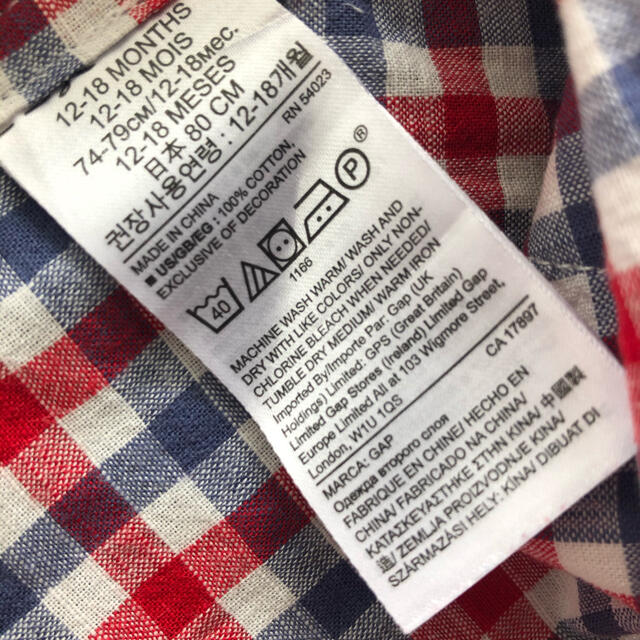 12-18 MONTHS
12-18 MOIS
74-79CM/12-18мес.
12-18 MESES
日本 80 CM
권장사용연령 : 12-18개월
RN 54023
MADE IN CHINA
■ US/GB/EG : 100% COTTON,
EXCLUSIVE OF DECORATION
40
P ®
1166
MACHINE WASH WARM/ WASH AND
DRY WITH LIKE COLORS/ ONLY NON-
CHLORINE BLEACH WHEN NEEDED/
TUMBLE DRY MEDIUM/ WARM IRON
Imported By/Importe Par: Gap (UK
Holdings) Limited: GPS (Great Britain)
Limited Gap Stores (Ireland) Limited Gap
Europe Limited All at 103 Wigmore Street,
London, W1U 1QS
CA 17897
MARCA: GAP
Одежда второго слоя
FABRIQUE EN CHINE/ HECHO EN
CHINA/ FABRICADO NA CHINA/
ΚΑΤΑΣΚΕΥΑΣΤΗΚΕ ΣΤΗΝ ΚΙΝΑ/ 中國製
造/ ZEMLJA PROIZVODNJE KINA/
SZÁRMAZÁSI HELY: KÍNA/ DIBUAT DI